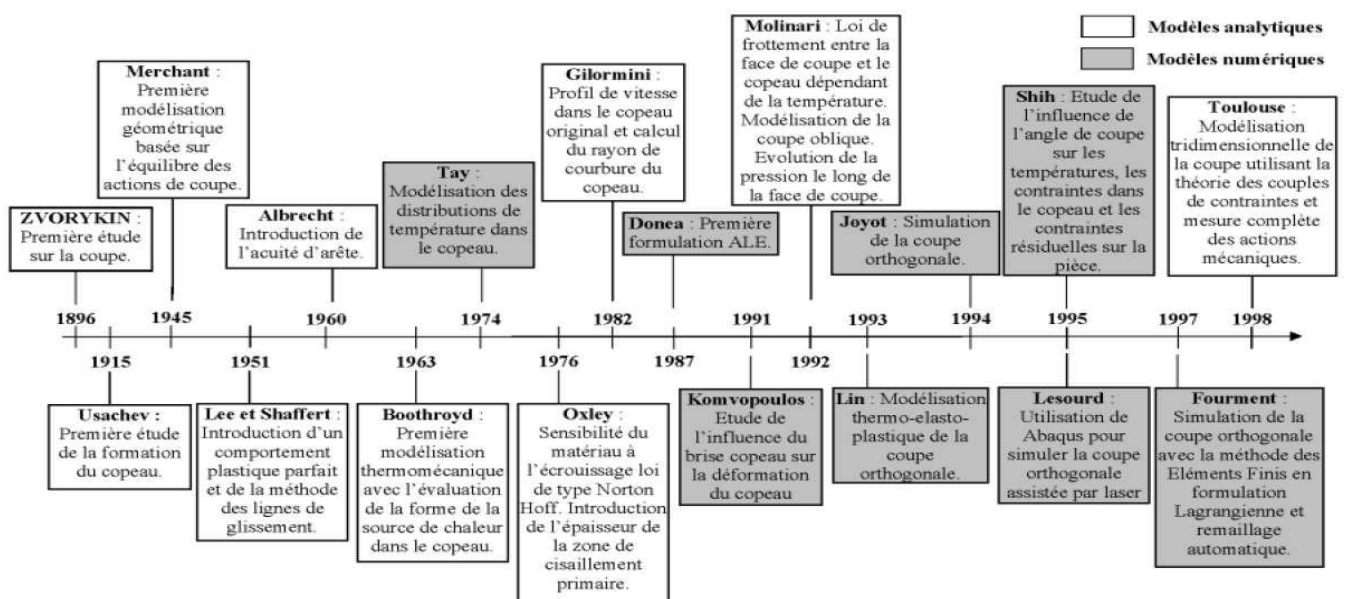 Modèles analytiques
Modèles numériques
ZVORYKIN :
Première étude
sur la coupe.
Merchant :
Première
modélisation
géométrique
basée sur
l'équilibre des
actions de coupe.
Albrecht :
Introduction de
l'acuité d'arête.
Tay :
Modélisation des
distributions de
température dans
le copeau.
Gilormini :
Profil de vitesse
dans le copeau
original et calcul
du rayon de
courbure du
copeau.
Donea : Première
formulation ALE.
Molinari : Loi de
frottement entre la
face de coupe et le
copeau dépendant
de la température.
Modélisation de la
coupe oblique.
Evolution de la
pression le long de
la face de coupe.
Joyot : Simulation
de la coupe
orthogonale.
Shih : Etude de
l'influence de
l'angle de coupe
sur les
températures, les
contraintes dans
le copeau et les
contraintes
résiduelles sur la
pièce.
Toulouse :
Modélisation
tridimensionnelle
de la coupe utilisant la
théorie des couples
de contraintes et
mesure complète
des actions
mécaniques.
1896
1945
1960
1974
1982
1991
1994
1995
1997
1998
1915
1951
1963
1976
1987
1992
1993
Usachev :
Première étude
de la formation
du copeau.
Lee et Shaffert :
Introduction d'un
comportement
plastique parfait
et de la méthode
des lignes de
glissement.
Boothroyd :
Première
modélisation
thermomécanique
avec l'évaluation
de la forme de la
source de chaleur
dans le copeau.
Oxley :
Sensibilité du
matériau à
l'écrouissage loi
de type Norton
Hoff. Introduction
de l'épaisseur de
la zone de
cisaillement
primaire.
Komvopoulos :
Etude de
l'influence du
brise copeau sur
la déformation
du copeau
Lin : Modélisation
thermo-elasto-
plastique de la
coupe
orthogonale.
Lesourd :
Utilisation de
Abaqus pour
simuler la coupe
orthogonale
assistée par laser
Fourment :
Simulation de la
coupe orthogonale
avec la méthode des
Eléments Finis en
formulation
Lagrangienne et
remaillage
automatique.